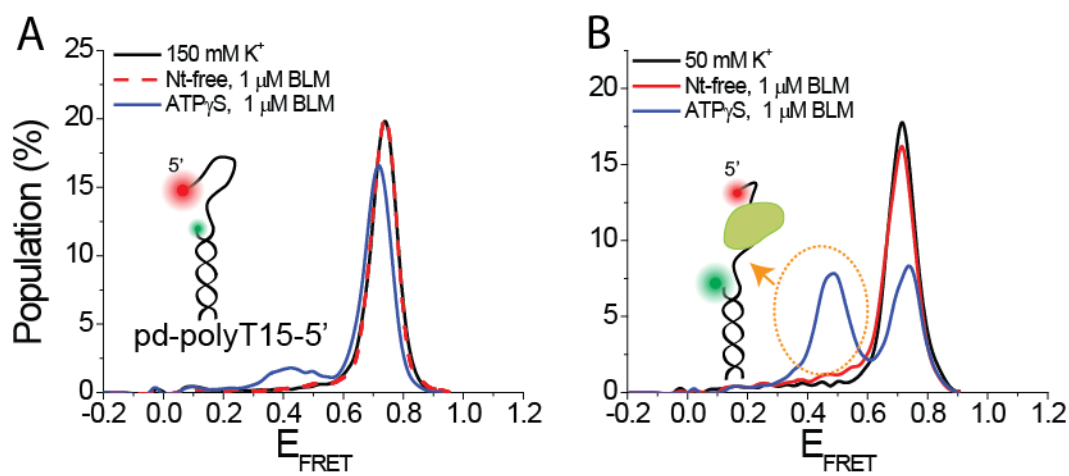 A
B
25
20
15
10
5
0
Population (%)
150 mM K⁺
Nt-free, 1 μM BLM
ATPγS, 1 μM BLM
5'
pd-polyT15-5'
-0.2 0.0 0.2 0.4 0.6 0.8 1.0 1.2
E_FRET
20
15
10
5
0
50 mM K⁺
Nt-free, 1 μM BLM
ATPγS, 1 μM BLM
5'
-0.2 0.0 0.2 0.4 0.6 0.8 1.0 1.2
E_FRET